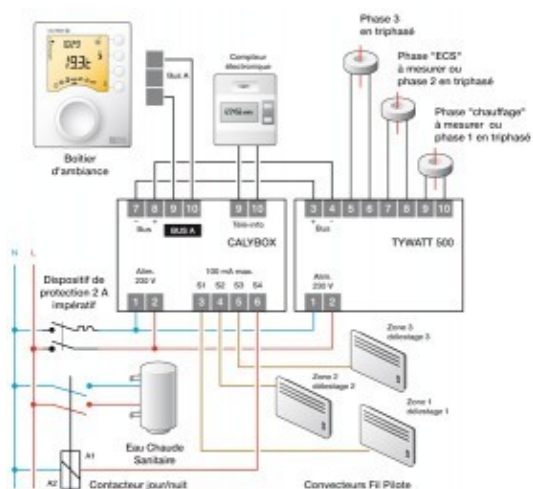 Phase 3
en triphasé
Compteur
électronique
Bus A
Phase "ECS"
à mesurer ou
phase 2 en triphasé
Phase "chauffage"
à mesurer ou
phase 1 en triphasé
Boîtier
d'ambiance
7 8 9 10 9 10
3 4 5 6 7 8 9 10
- + - +
Bus BUS A Télé-info
Bus
CALYBOX
TYWATT 500
N L
Alim.
230 V
100 mA max.
S1 S2 S3 S4
Alim.
230 V
1 2 3 4 5 6
1 2
Dispositif de
protection 2 A
impératif
Zone 3
délestage 3
Zone 2
délestage 2
Zone 1
délestage 1
Eau Chaude
Sanitaire
A1
A2
Contacteur jour/nuit
Convecteurs Fil Pilote